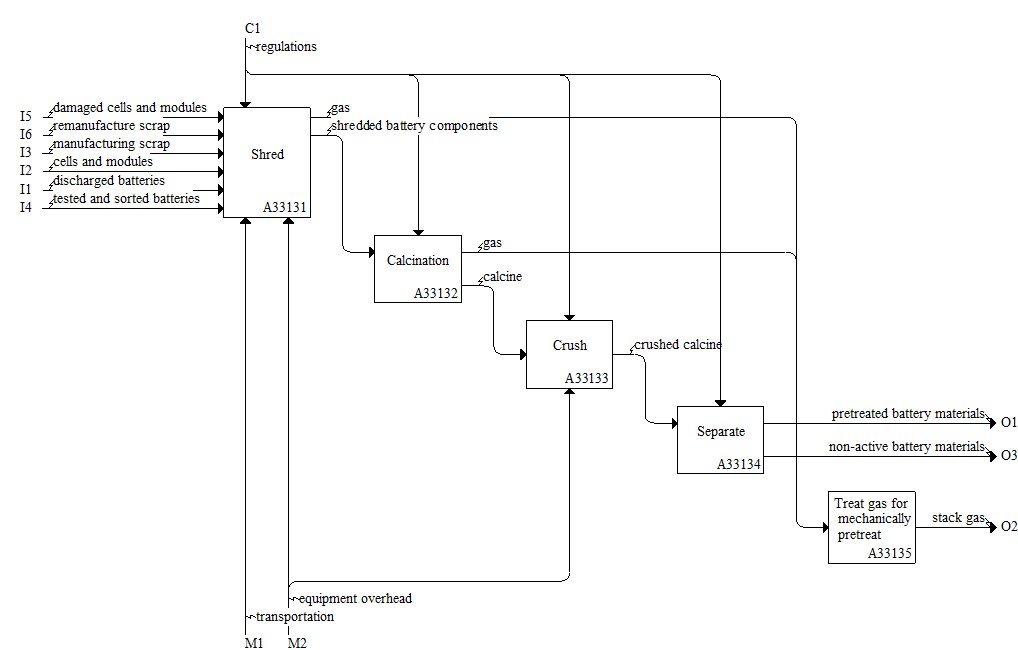 C1
regulations
I5 damaged cells and modules
I6 remanufacture scrap
I3 manufacturing scrap
I2 cells and modules
I1 discharged batteries
I4 tested and sorted batteries
Shred
A33131
gas
shredded battery components
Calcination
A33132
gas
calcine
Crush
A33133
crushed calcine
Separate
A33134
pretreated battery materials O1
non-active battery materials O3
Treat gas for
mechanically
pretreat
A33135
stack gas O2
equipment overhead
transportation
M1 M2